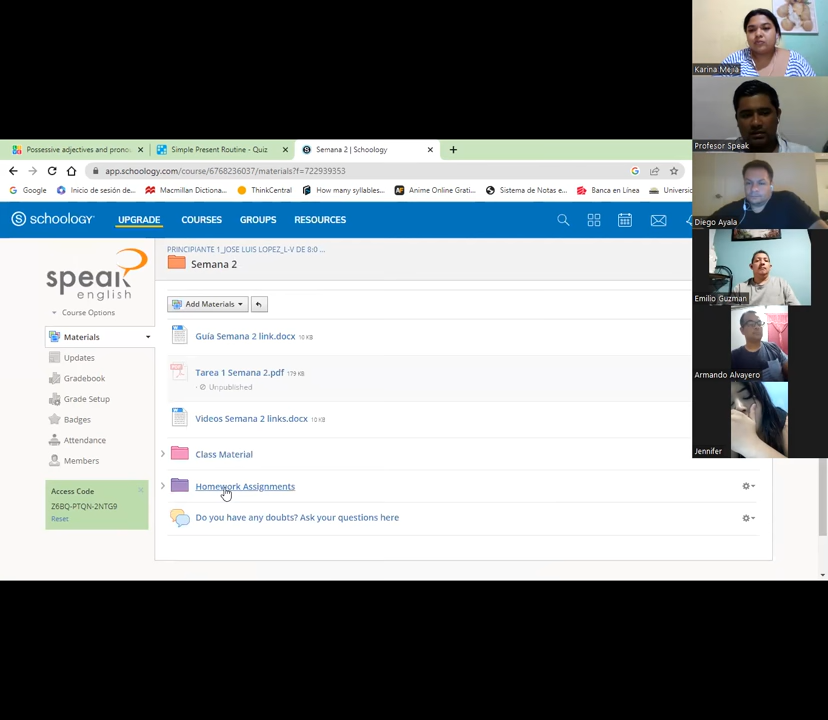 Karina Mejia
Profesor Speak
Diego Ayala
Emilio Guzman
Armando Alvayero
Jennifer
Possessive adjectives and prono
Simple Present Routine - Quiz
Semana 2 | Schoology
app.schoology.com/course/6768236037/materials?f=722939353
Google
Inicio de sesión de...
Macmillan Dictiona...
ThinkCentral
How many syllables...
Anime Online Grati...
Sistema de Notas e...
Banca en Línea
Universid
S schoology
UPGRADE
COURSES
GROUPS
RESOURCES
speak
english
Course Options
Materials
Updates
Gradebook
Grade Setup
Badges
Attendance
Members
Access Code
Z6BQ-PTQN-2NTG9
Reset
PRINCIPIANTE 1_JOSE LUIS LOPEZ_L-V DE 8:0 ...
Semana 2
Add Materials
Guía Semana 2 link.docx 10 KB
Tarea 1 Semana 2.pdf 179 KB
Unpublished
Videos Semana 2 links.docx 10 KB
Class Material
Homework Assignments
Do you have any doubts? Ask your questions here